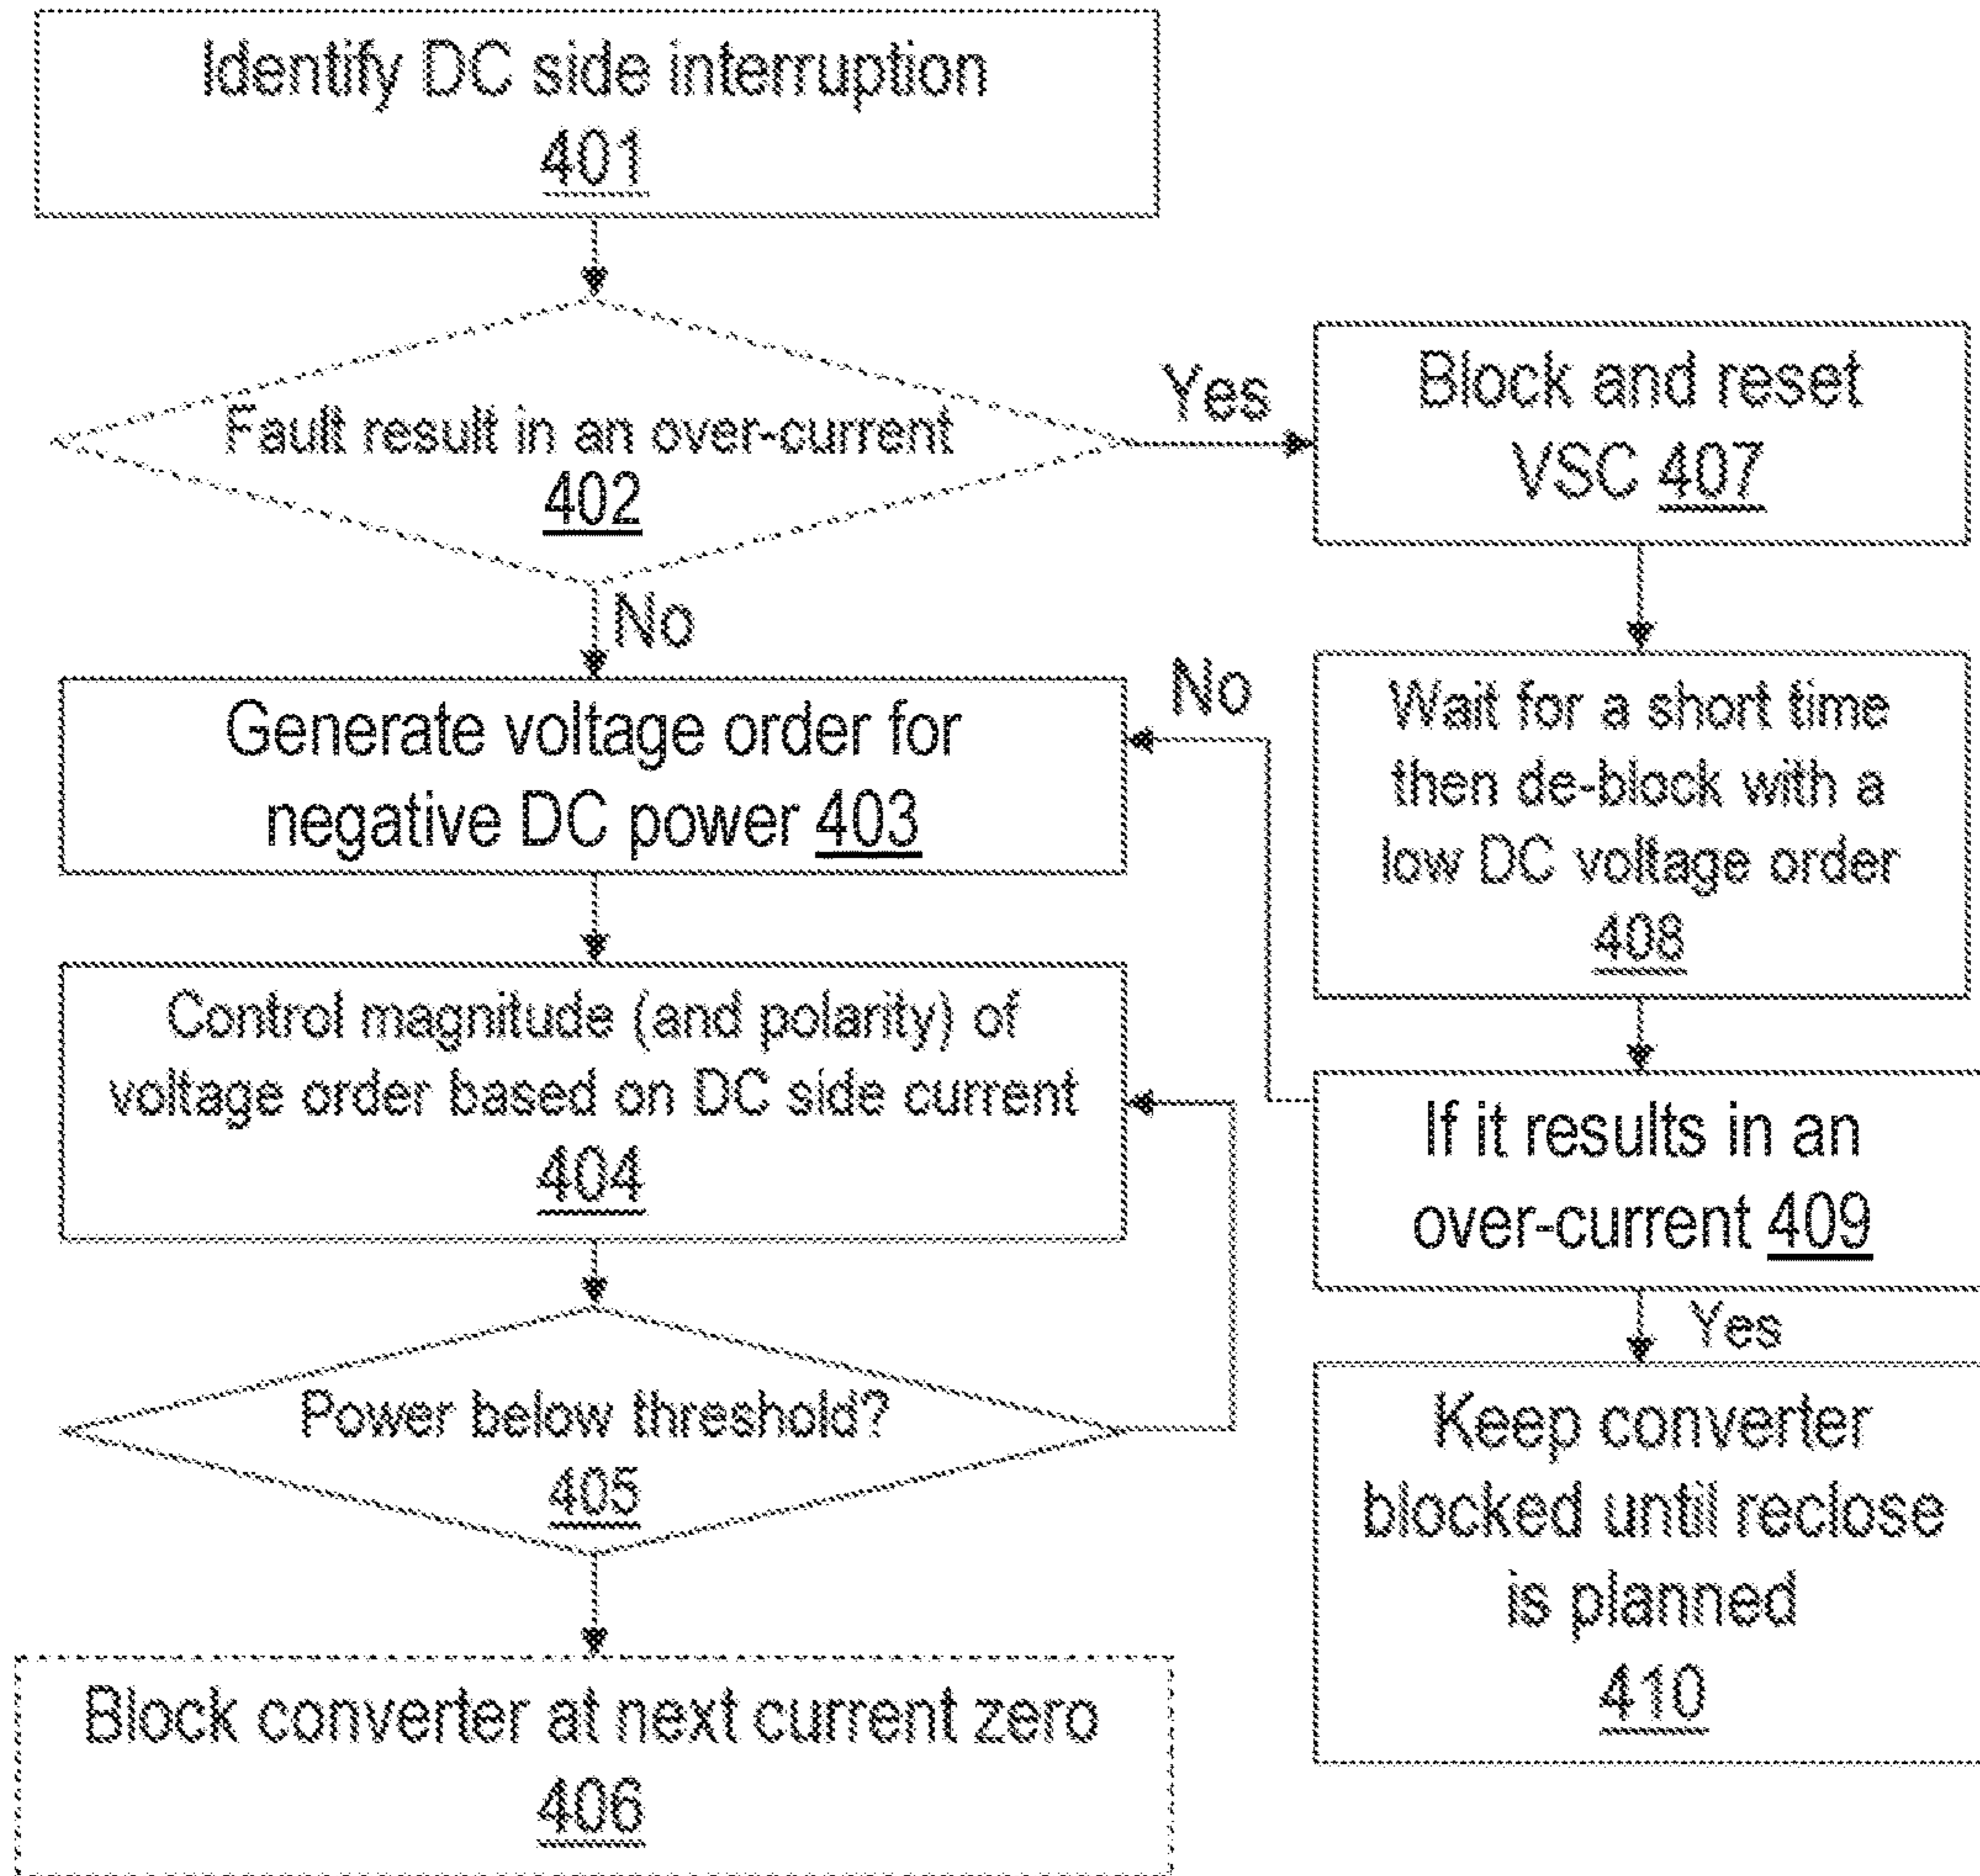 Identify DC side interruption
401
Fault result in an over-current
402
Yes
Block and reset
VSC 407
No
Generate voltage order for
negative DC power 403
No
Wait for a short time
then de-block with a
low DC voltage order
408
Control magnitude (and polarity) of
voltage order based on DC side current
404
If it results in an
over-current 409
Yes
Power below threshold?
405
Keep converter
blocked until reclose
is planned
410
Block converter at next current zero
406